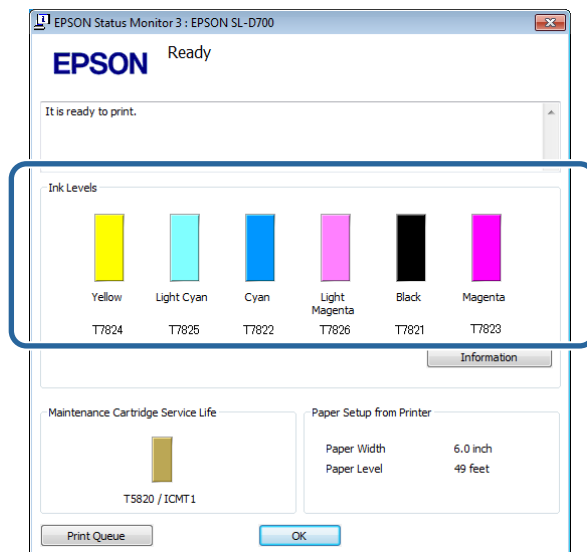 EPSON Status Monitor 3 : EPSON SL-D700
EPSON
Ready
It is ready to print.
Ink Levels
Yellow Light Cyan Cyan Light Magenta Black Magenta
T7824 T7825 T7822 T7826 T7821 T7823
Information
Maintenance Cartridge Service Life
T5820 / ICMT1
Paper Setup from Printer
Paper Width 6.0 inch
Paper Level 49 feet
Print Queue
OK